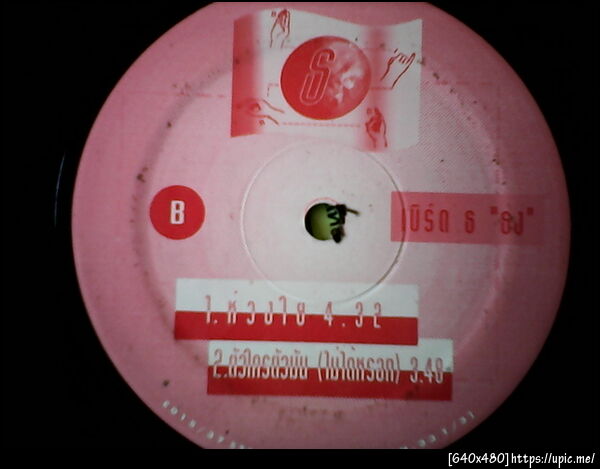 ธ
B
เบิร์ด ธ "ธง"
1.ห่วงใย 4.32
2.ตัวใครตัวมัน (ไม่ได้หรอก) 3.48
[640x480]https://upic.me/